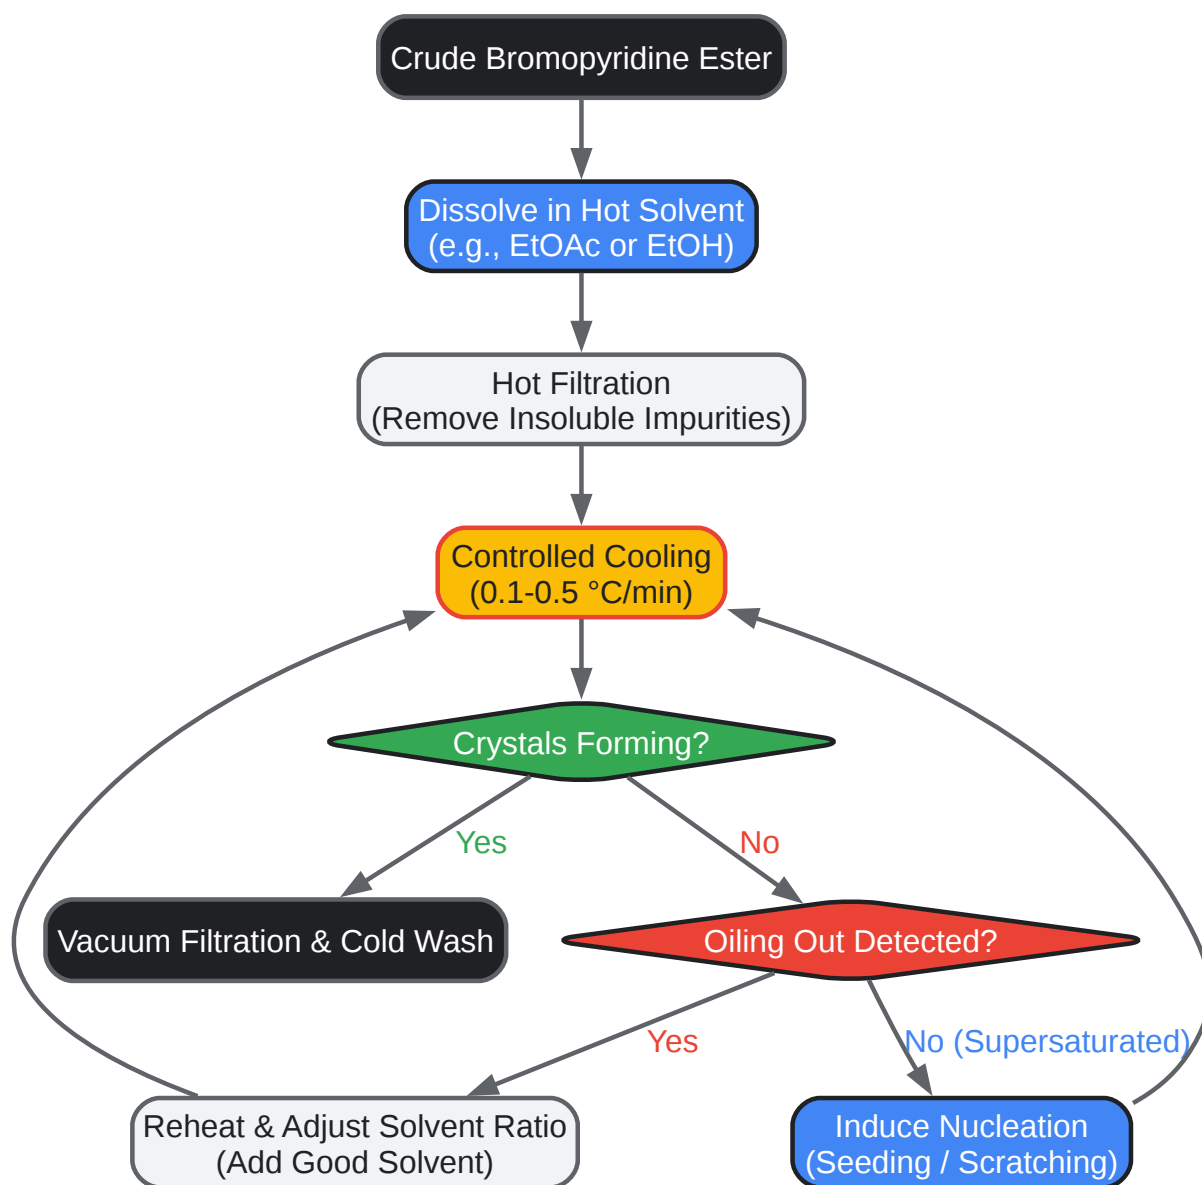 Crude Bromopyridine Ester
Dissolve in Hot Solvent
(e.g., EtOAc or EtOH)
Hot Filtration
(Remove Insoluble Impurities)
Controlled Cooling
(0.1-0.5 °C/min)
Crystals Forming?
Yes
No
Vacuum Filtration & Cold Wash
Oiling Out Detected?
Yes
No (Supersaturated)
Reheat & Adjust Solvent Ratio
(Add Good Solvent)
Induce Nucleation
(Seeding / Scratching)